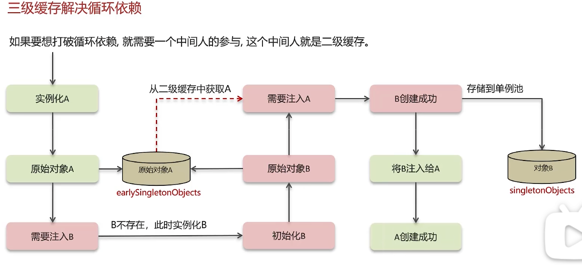 三级缓存解决循环依赖
如果要想打破循环依赖, 就需要一个中间人的参与, 这个中间人就是二级缓存。
实例化A
从二级缓存中获取A
需要注入A
B创建成功
存储到单例池
原始对象A
原始对象A
earlySingletonObjects
原始对象B
将B注入给A
对象B
singletonObjects
需要注入B
B不存在，此时实例化B
初始化B
A创建成功